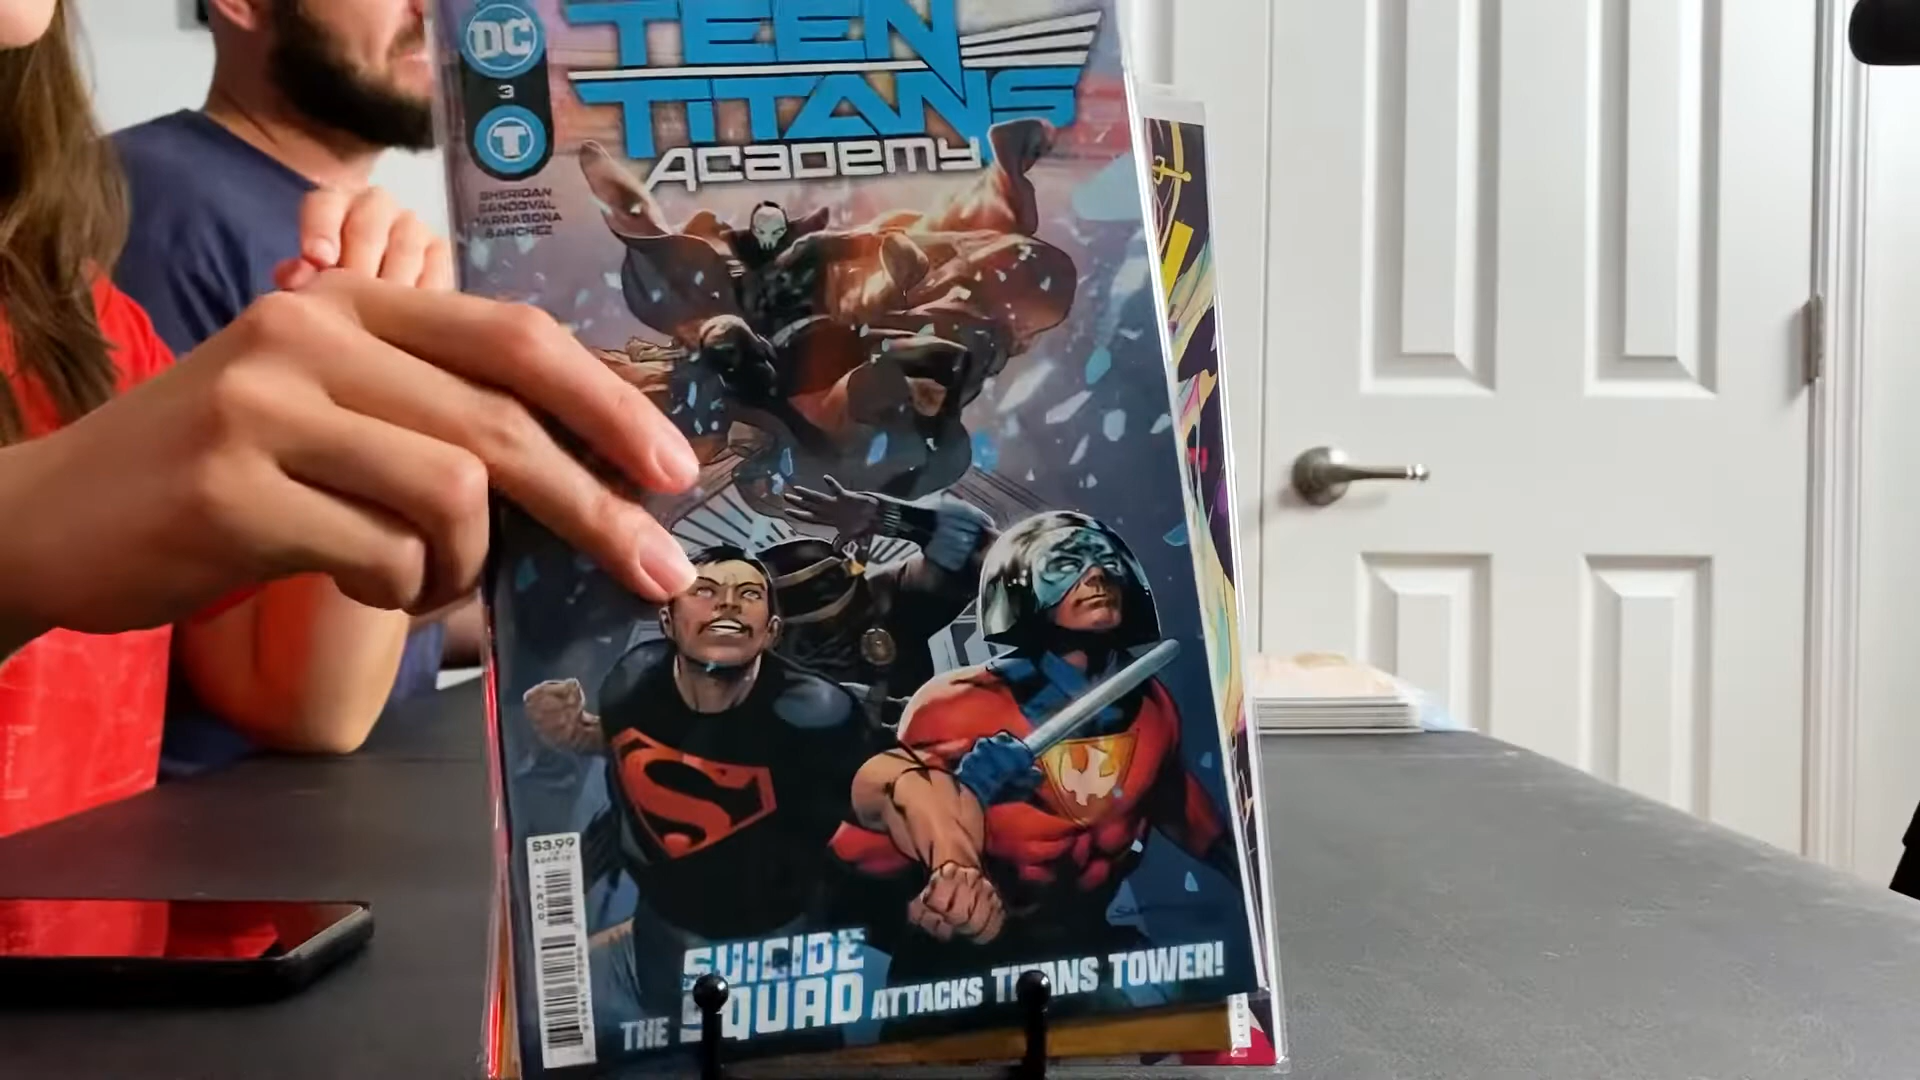 DC
TEEN
TITANS
ACADEMY
3
T
SHERIDAN
SANDOVAL
TARRAGONA
SANCHEZ
S
$3.99
THE SUICIDE SQUAD ATTACKS TITANS TOWER!